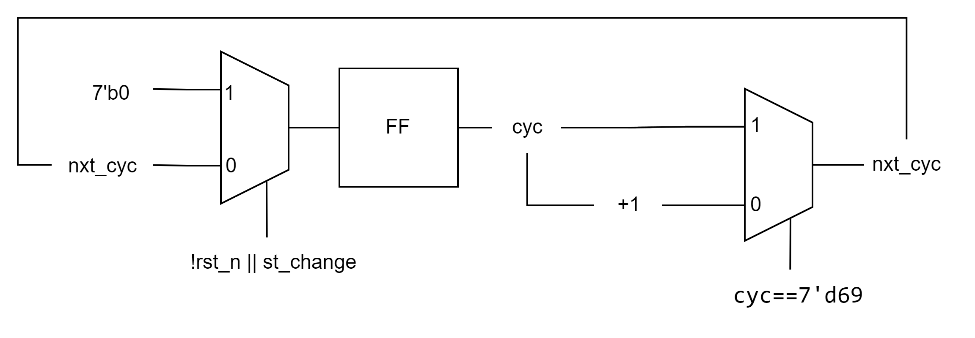 7'b0
1
nxt_cyc
0
!rst_n || st_change
FF
cyc
+1
1
0
cyc==7'd69
nxt_cyc